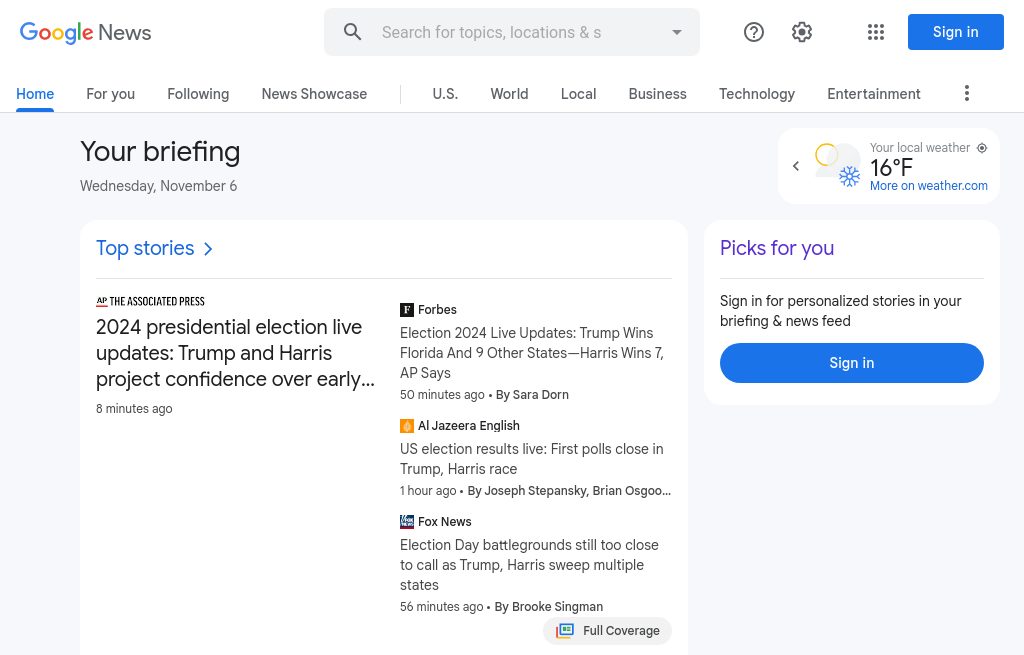 Google News
Search for topics, locations & s
Sign in
Home
For you
Following
News Showcase
U.S.
World
Local
Business
Technology
Entertainment
Your briefing
Wednesday, November 6
Your local weather
16°F
More on weather.com
Top stories
AP THE ASSOCIATED PRESS
2024 presidential election live
updates: Trump and Harris
project confidence over early...
8 minutes ago
F Forbes
Election 2024 Live Updates: Trump Wins
Florida And 9 Other States—Harris Wins 7,
AP Says
50 minutes ago • By Sara Dorn
Al Jazeera English
US election results live: First polls close in
Trump, Harris race
1 hour ago • By Joseph Stepansky, Brian Osgoo...
Fox News
Election Day battlegrounds still too close
to call as Trump, Harris sweep multiple
states
56 minutes ago • By Brooke Singman
Full Coverage
Picks for you
Sign in for personalized stories in your
briefing & news feed
Sign in